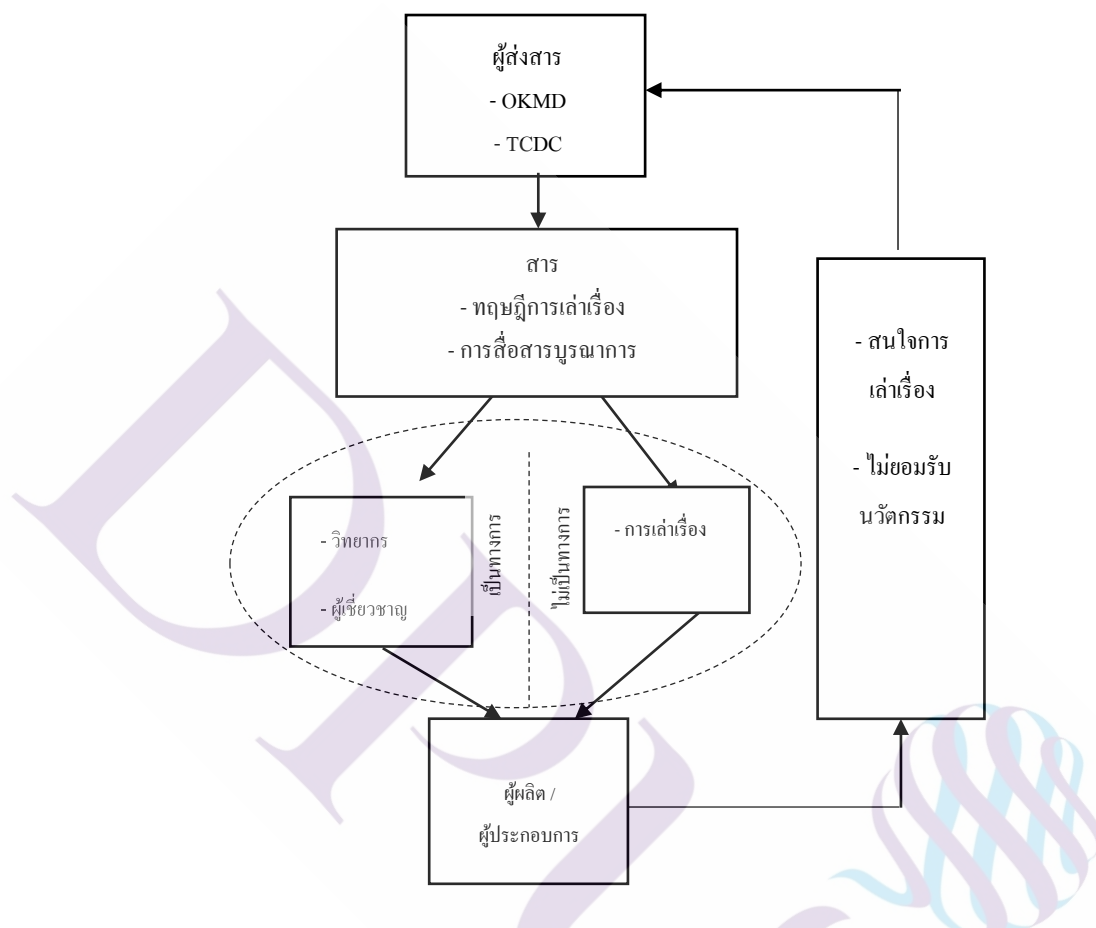 ผู้ส่งสาร
- OKMD
- TCDC
สาร
- ทฤษฎีการเล่าเรื่อง
- การสื่อสารบูรณาการ
- สนใจการ
เล่าเรื่อง
- ไม่ยอมรับ
นวัตกรรม
- วิทยากร
- ผู้เชี่ยวชาญ
เป็นทางการ
ไม่เป็นทางการ
- การเล่าเรื่อง
ผู้ผลิต /
ผู้ประกอบการ